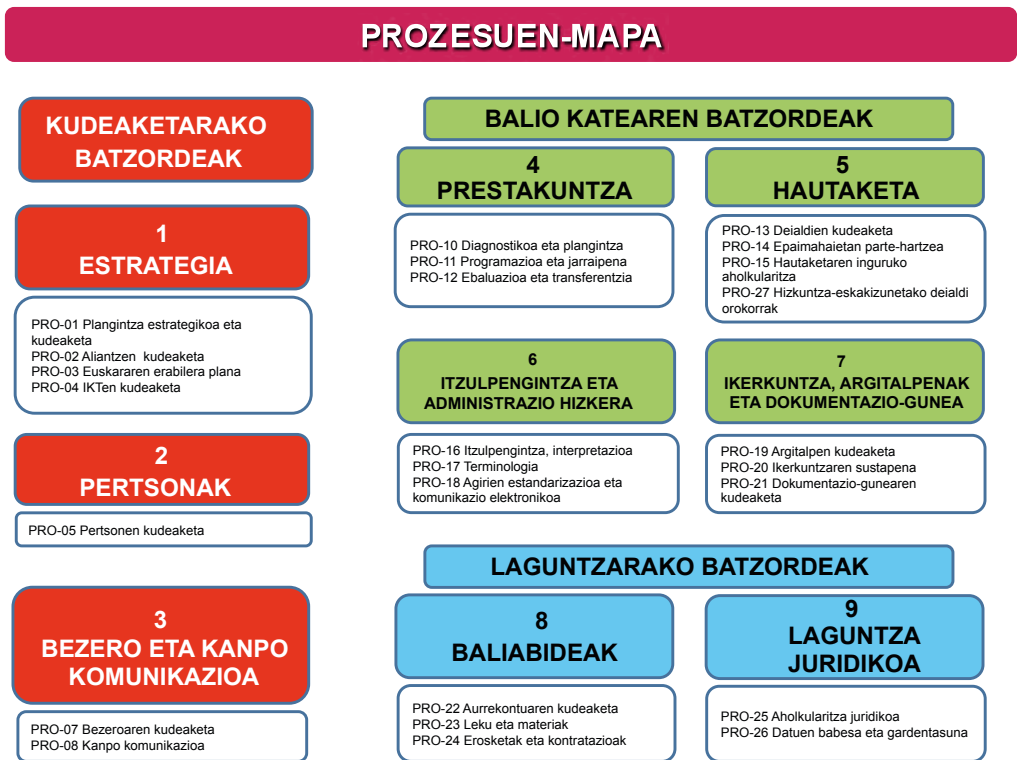 PROZESUEN-MAPA
KUDEAKETARAKO
BATZORDEAK
1
ESTRATEGIA
PRO-01 Plangintza estrategikoa eta
kudeaketa
PRO-02 Aliantzen kudeaketa
PRO-03 Euskararen erabilera plana
PRO-04 IKTen kudeaketa
2
PERTSONAK
PRO-05 Pertsonen kudeaketa
3
BEZERO ETA KANPO
KOMUNIKAZIOA
PRO-07 Bezeroaren kudeaketa
PRO-08 Kanpo komunikazioa
BALIO KATEAREN BATZORDEAK
4
PRESTAKUNTZA
PRO-10 Diagnostikoa eta plangintza
PRO-11 Programazioa eta jarraipena
PRO-12 Ebaluazioa eta transferentzia
5
HAUTAKETA
PRO-13 Deialdien kudeaketa
PRO-14 Epaimahaietan parte-hartzea
PRO-15 Hautaketaren inguruko
aholkularitza
PRO-27 Hizkuntza-eskakizunetako deialdi
orokorrak
6
ITZULPENGINTZA ETA
ADMINISTRAZIO HIZKERA
PRO-16 Itzulpengintza, interpretazioa
PRO-17 Terminologia
PRO-18 Agirien estandarizazioa eta
komunikazio elektronikoa
7
IKERKUNTZA, ARGITALPENAK
ETA DOKUMENTAZIO-GUNEA
PRO-19 Argitalpen kudeaketa
PRO-20 Ikerkuntzaren sustapena
PRO-21 Dokumentazio-gunearen
kudeaketa
LAGUNTZARAKO BATZORDEAK
8
BALIABIDEAK
PRO-22 Aurrekontuaren kudeaketa
PRO-23 Leku eta materiak
PRO-24 Erosketak eta kontratazioak
9
LAGUNTZA
JURIDIKOA
PRO-25 Aholkularitza juridikoa
PRO-26 Datuen babesa eta gardentasuna